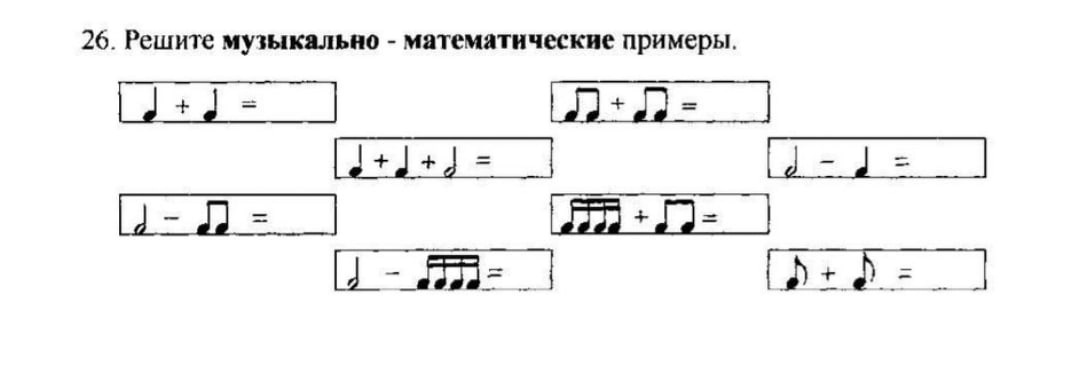 26. Решите музыкально - математические примеры.
♩ + ♩ =
♫ + ♫ =
♩ + ♩ + 𝅗𝅥 =
𝅗𝅥 - ♩ =
𝅗𝅥 - ♫ =
♬♬ + ♫ =
𝅗𝅥 - ♬♬ =
♪ + ♪ =